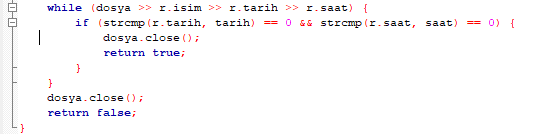 while (dosya >> r.isim >> r.tarih >> r.saat) {
if (strcmp(r.tarih, tarih) == 0 && strcmp(r.saat, saat) == 0) {
dosya.close();
return true;
}
}
dosya.close();
return false;
}